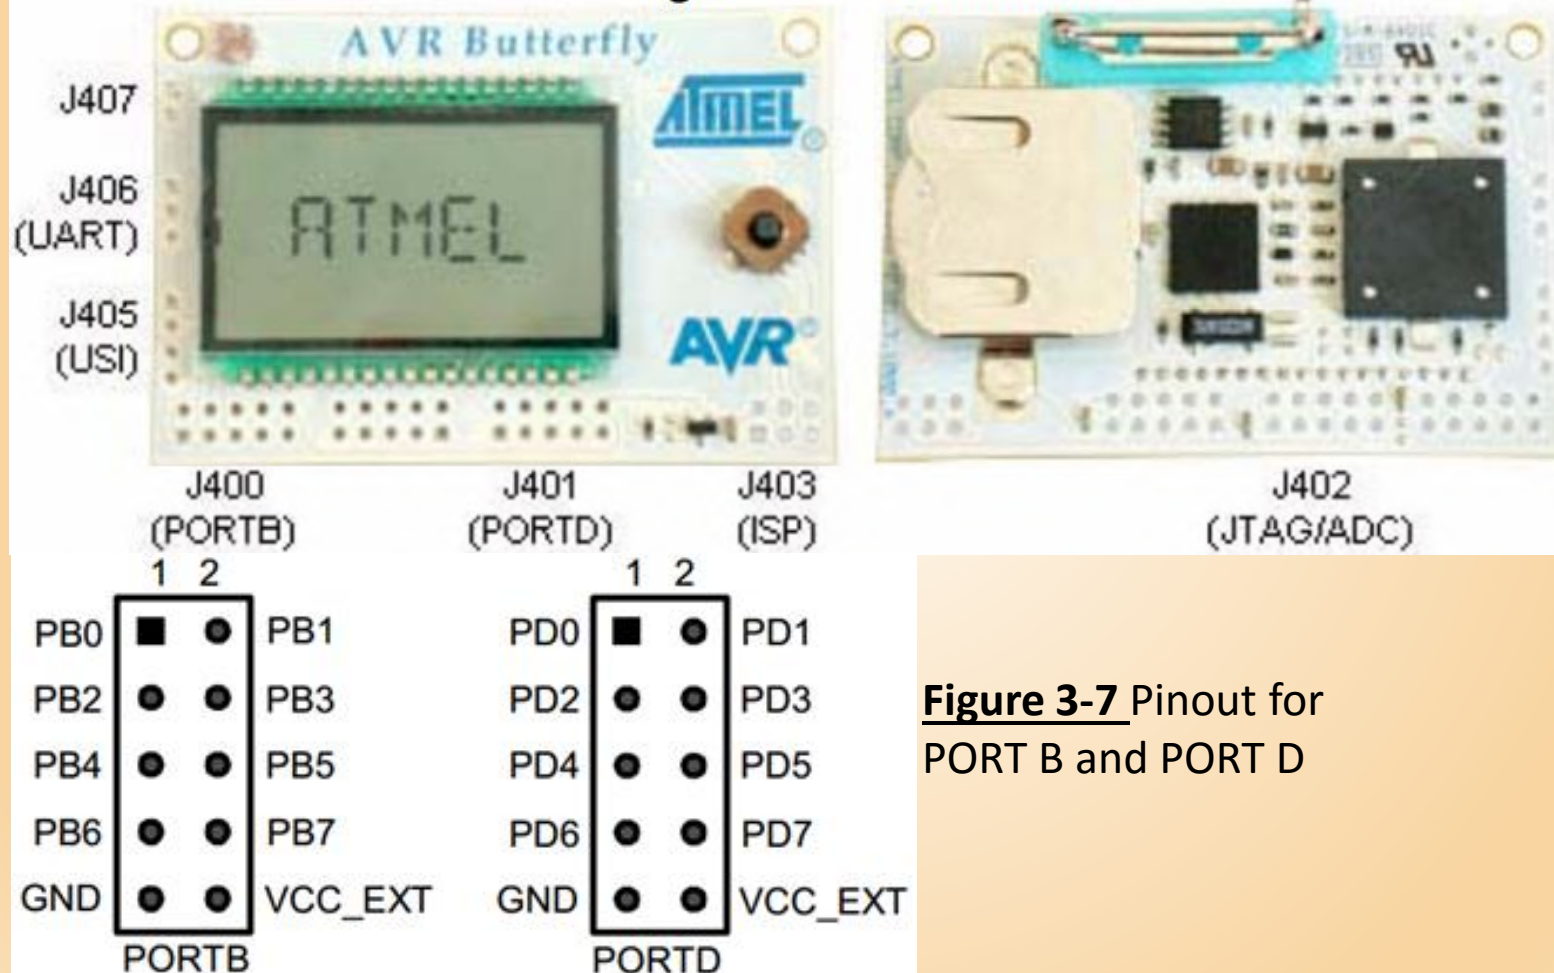 AVR Butterfly
J407
ATMEL
J406
(UART)
ATMEL
J405
(USI)
AVR
J400
(PORTB)
J401
(PORTD)
J403
(ISP)
J402
(JTAG/ADC)
1 2
PB0 PB1
PB2 PB3
PB4 PB5
PB6 PB7
GND VCC_EXT
PORTB
1 2
PD0 PD1
PD2 PD3
PD4 PD5
PD6 PD7
GND VCC_EXT
PORTD
Figure 3-7 Pinout for
PORT B and PORT D